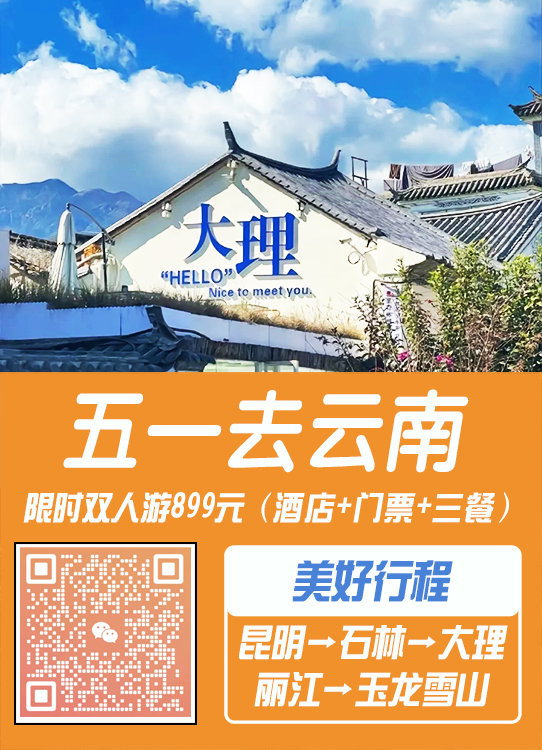 大理
“HELLO”
Nice to meet you.
五一去云南
限时双人游899元（酒店+门票+三餐）
美好行程
昆明→石林→大理
丽江→玉龙雪山